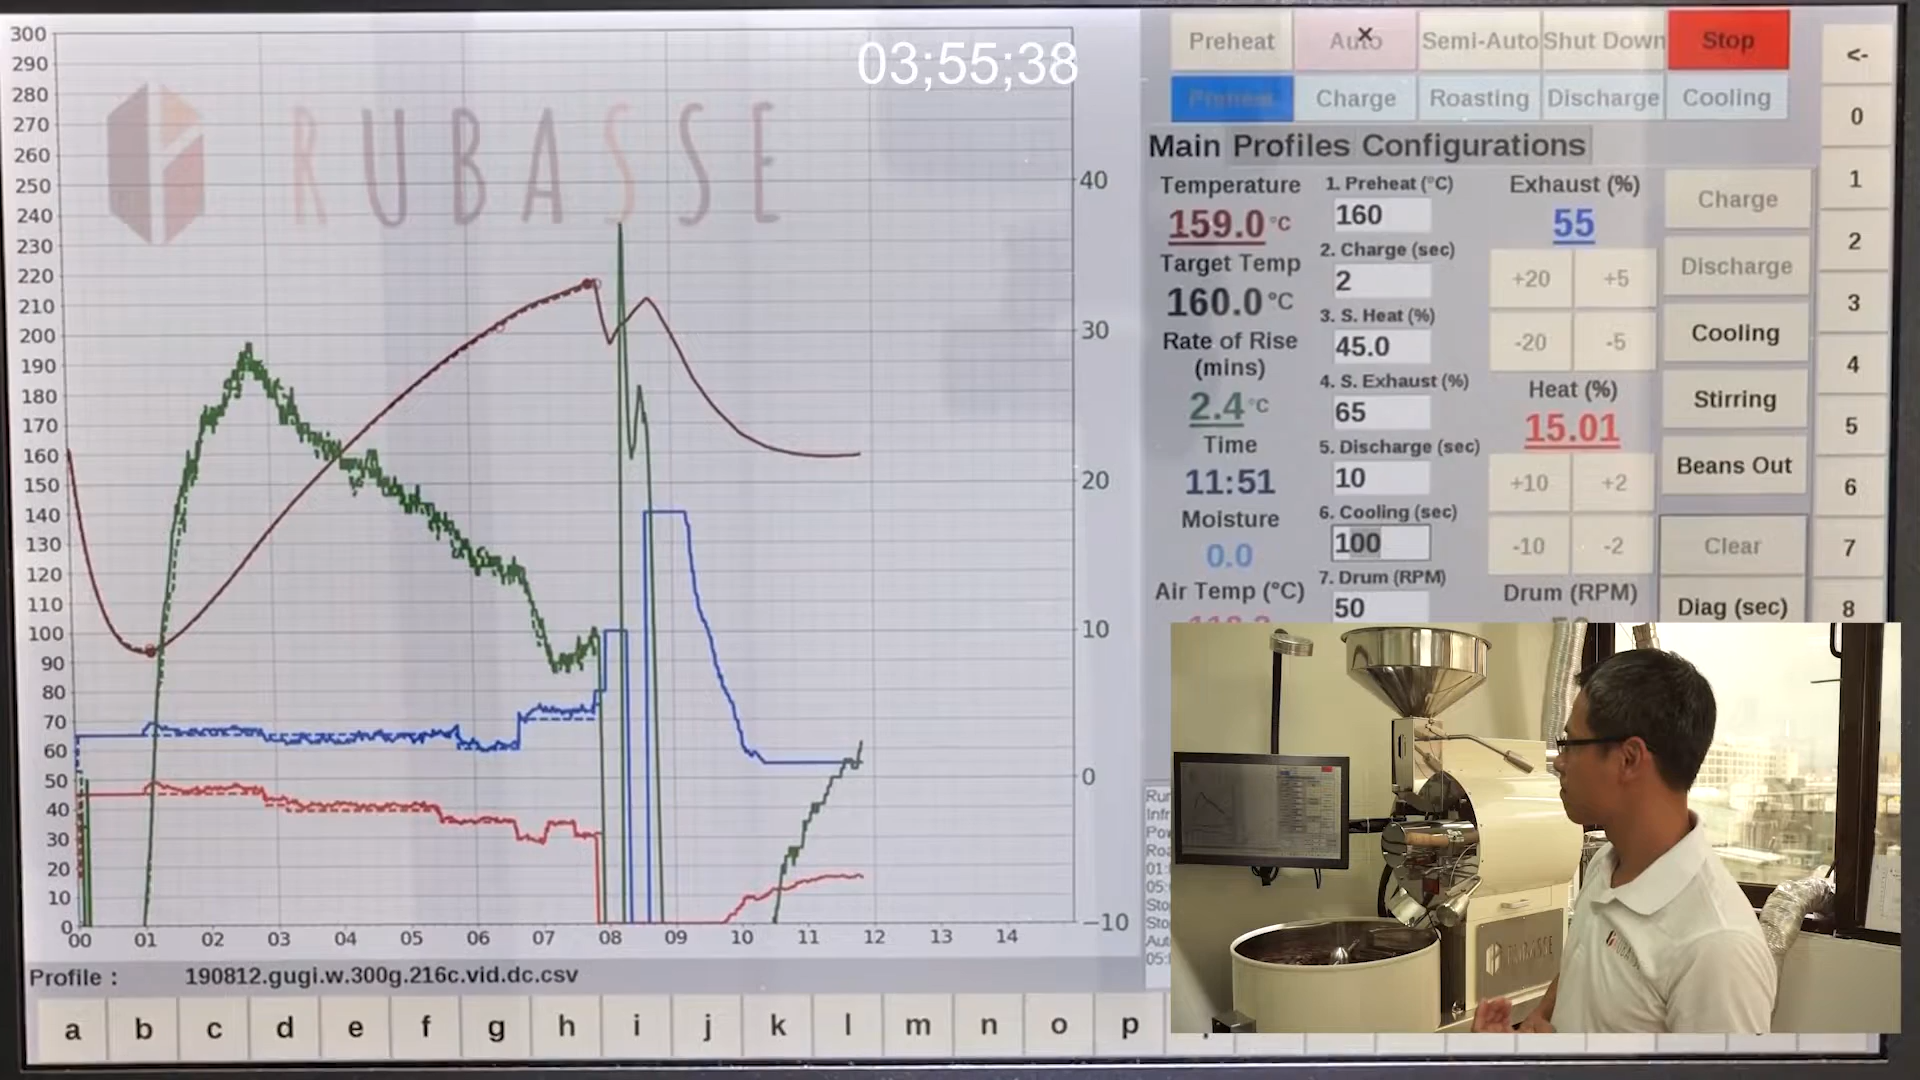 03;55;38
RUBASSE
300
290
280
270
260
250
240
230
220
210
200
190
180
170
160
150
140
130
120
110
100
90
80
70
60
50
40
30
20
10
0
40
30
20
10
0
−10
00 01 02 03 04 05 06 07 08 09 10 11 12 13 14
Profile : 190812.gugi.w.300g.216c.vid.dc.csv
a b c d e f g h i j k l m n o p
Preheat Auto Semi-Auto Shut Down Stop
Preheat Charge Roasting Discharge Cooling
Main Profiles Configurations
Temperature
159.0 °C
Target Temp
160.0 °C
Rate of Rise
(mins)
2.4 °C
Time
11:51
Moisture
0.0
Air Temp (°C)
1. Preheat (°C)
160
2. Charge (sec)
2
3. S. Heat (%)
45.0
4. S. Exhaust (%)
65
5. Discharge (sec)
10
6. Cooling (sec)
100
7. Drum (RPM)
50
Exhaust (%)
55
+20 +5
-20 -5
Heat (%)
15.01
+10 +2
-10 -2
Drum (RPM)
Charge
Discharge
Cooling
Stirring
Beans Out
Clear
Diag (sec)
<-
0
1
2
3
4
5
6
7
8
RUBASSE